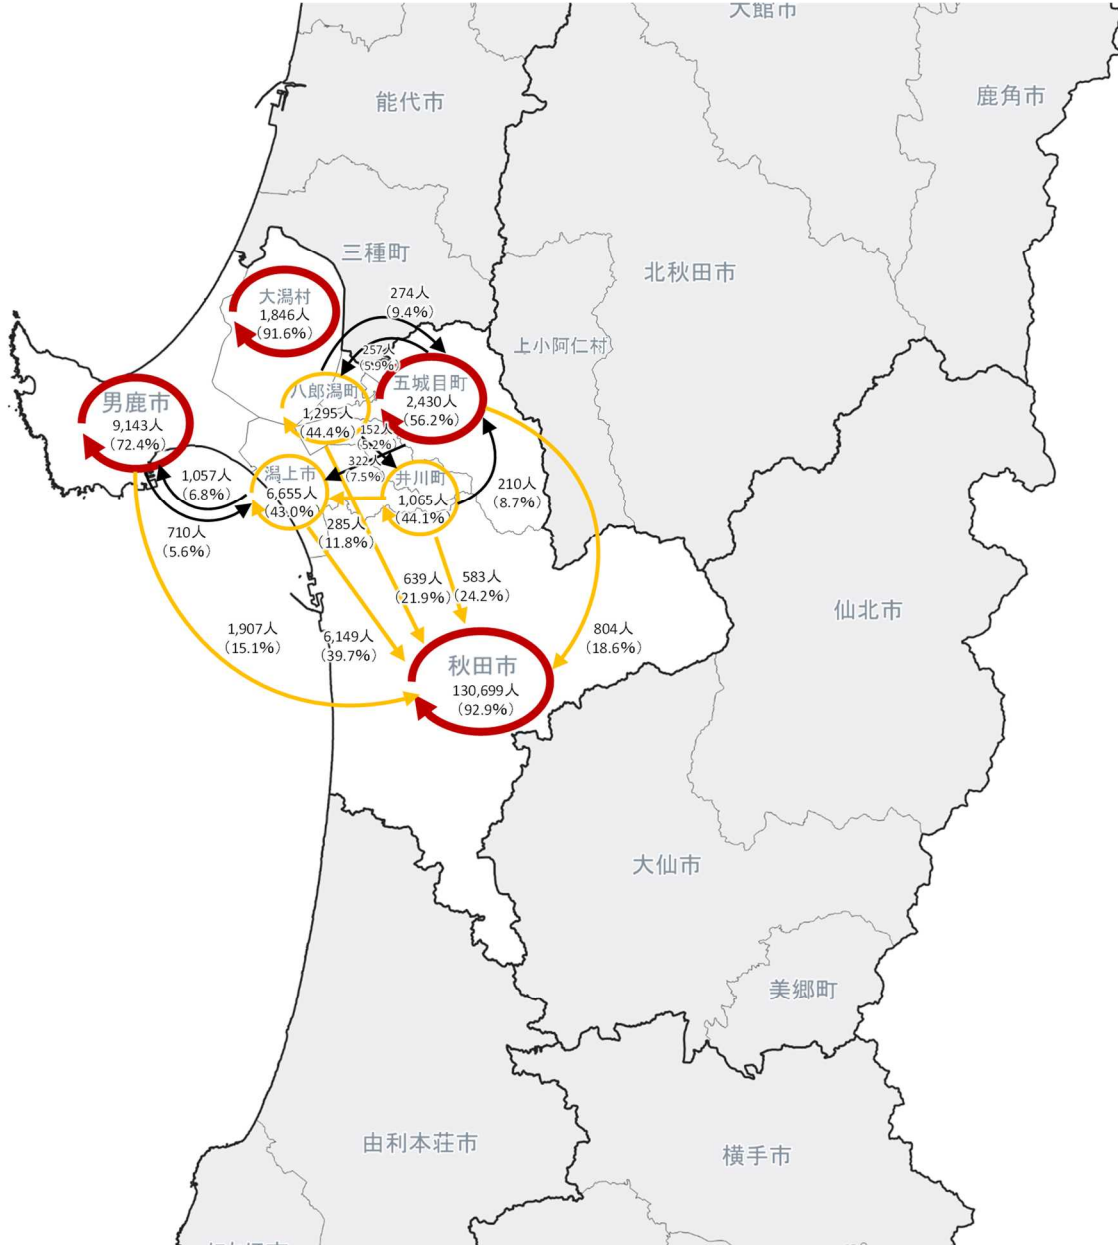 大館市
能代市
鹿角市
三種町
北秋田市
上小阿仁村
大潟村
1,846人
(91.6%)
274人
(9.4%)
257人
(5.9%)
八郎潟町
1,295人
(44.4%)
五城目町
2,430人
(56.2%)
男鹿市
9,143人
(72.4%)
152人
(5.2%)
322人
(7.5%)
潟上市
6,655人
(43.0%)
井川町
1,065人
(44.1%)
1,057人
(6.8%)
710人
(5.6%)
210人
(8.7%)
285人
(11.8%)
639人
(21.9%)
583人
(24.2%)
1,907人
(15.1%)
6,149人
(39.7%)
804人
(18.6%)
秋田市
130,699人
(92.9%)
仙北市
大仙市
美郷町
由利本荘市
横手市